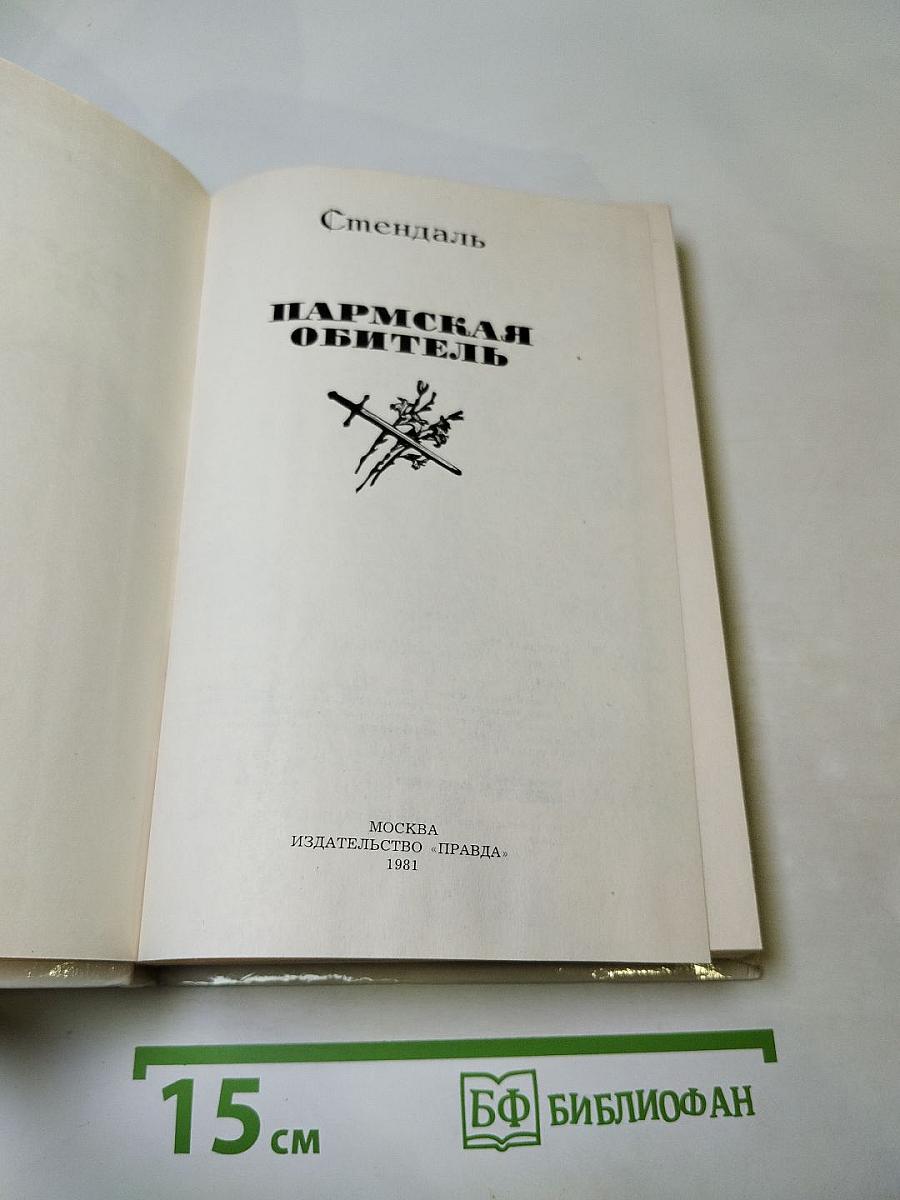 Стендаль
ПАРМСКАЯ
ОБИТЕЛЬ
МОСКВА
ИЗДАТЕЛЬСТВО «ПРАВДА»
1981
15 см
БФ БИБЛИОФАН